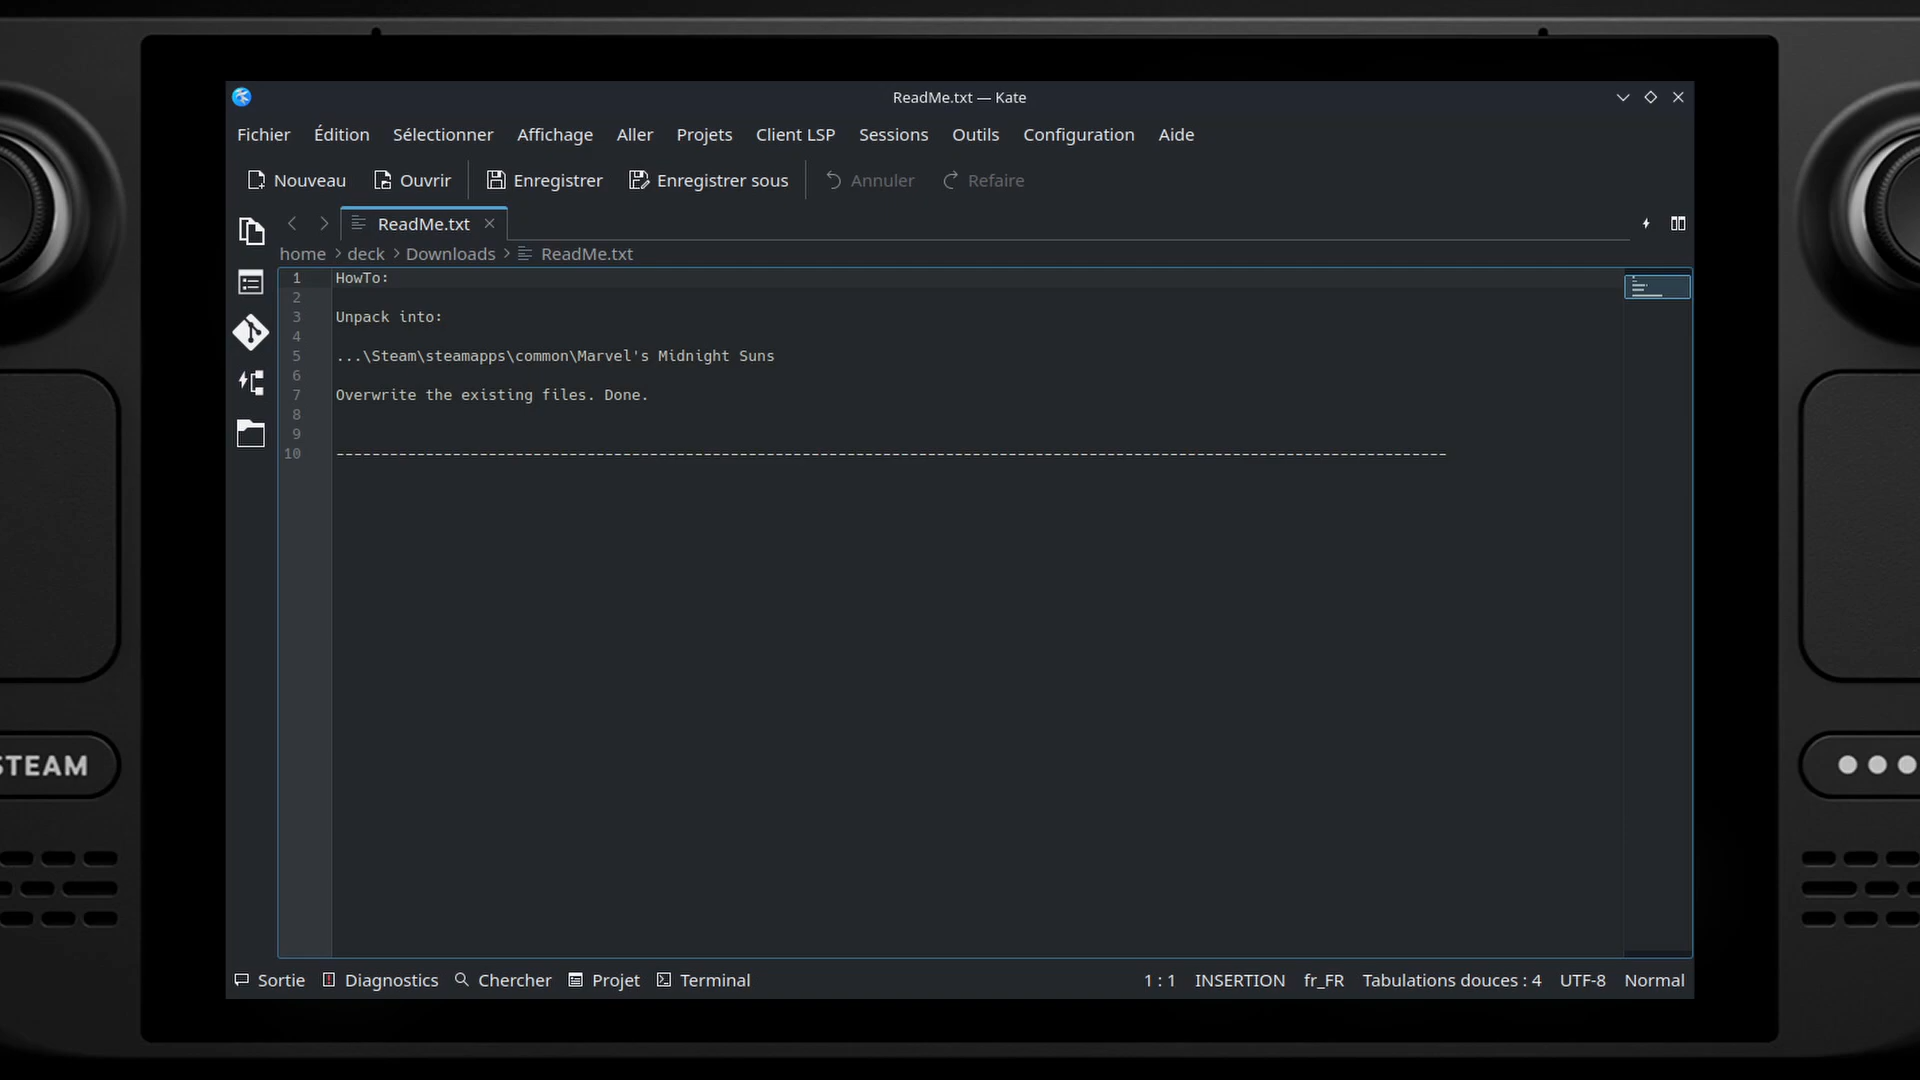 ReadMe.txt — Kate
Fichier Édition Sélectionner Affichage Aller Projets Client LSP Sessions Outils Configuration Aide
Nouveau Ouvrir Enregistrer Enregistrer sous Annuler Refaire
ReadMe.txt
home > deck > Downloads > ReadMe.txt
1 HowTo:
2
3 Unpack into:
4
5 ...\Steam\steamapps\common\Marvel's Midnight Suns
6
7 Overwrite the existing files. Done.
8
9
10 ----------------------------------------------------------------------------------------------------------------------------
STEAM
Sortie Diagnostics Chercher Projet Terminal 1 : 1 INSERTION fr_FR Tabulations douces : 4 UTF-8 Normal